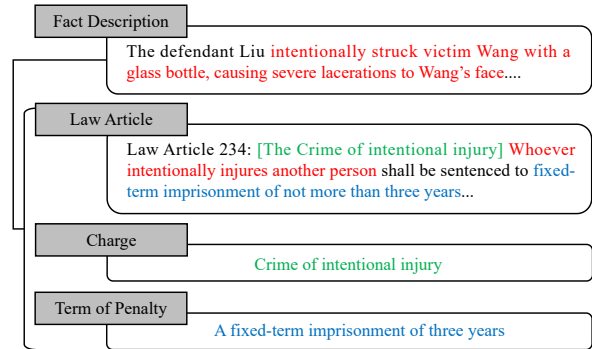 Fact Description
The defendant Liu intentionally struck victim Wang with a
glass bottle, causing severe lacerations to Wang's face....
Law Article
Law Article 234: [The Crime of intentional injury] Whoever
intentionally injures another person shall be sentenced to fixed-
term imprisonment of not more than three years...
Charge
Crime of intentional injury
Term of Penalty
A fixed-term imprisonment of three years